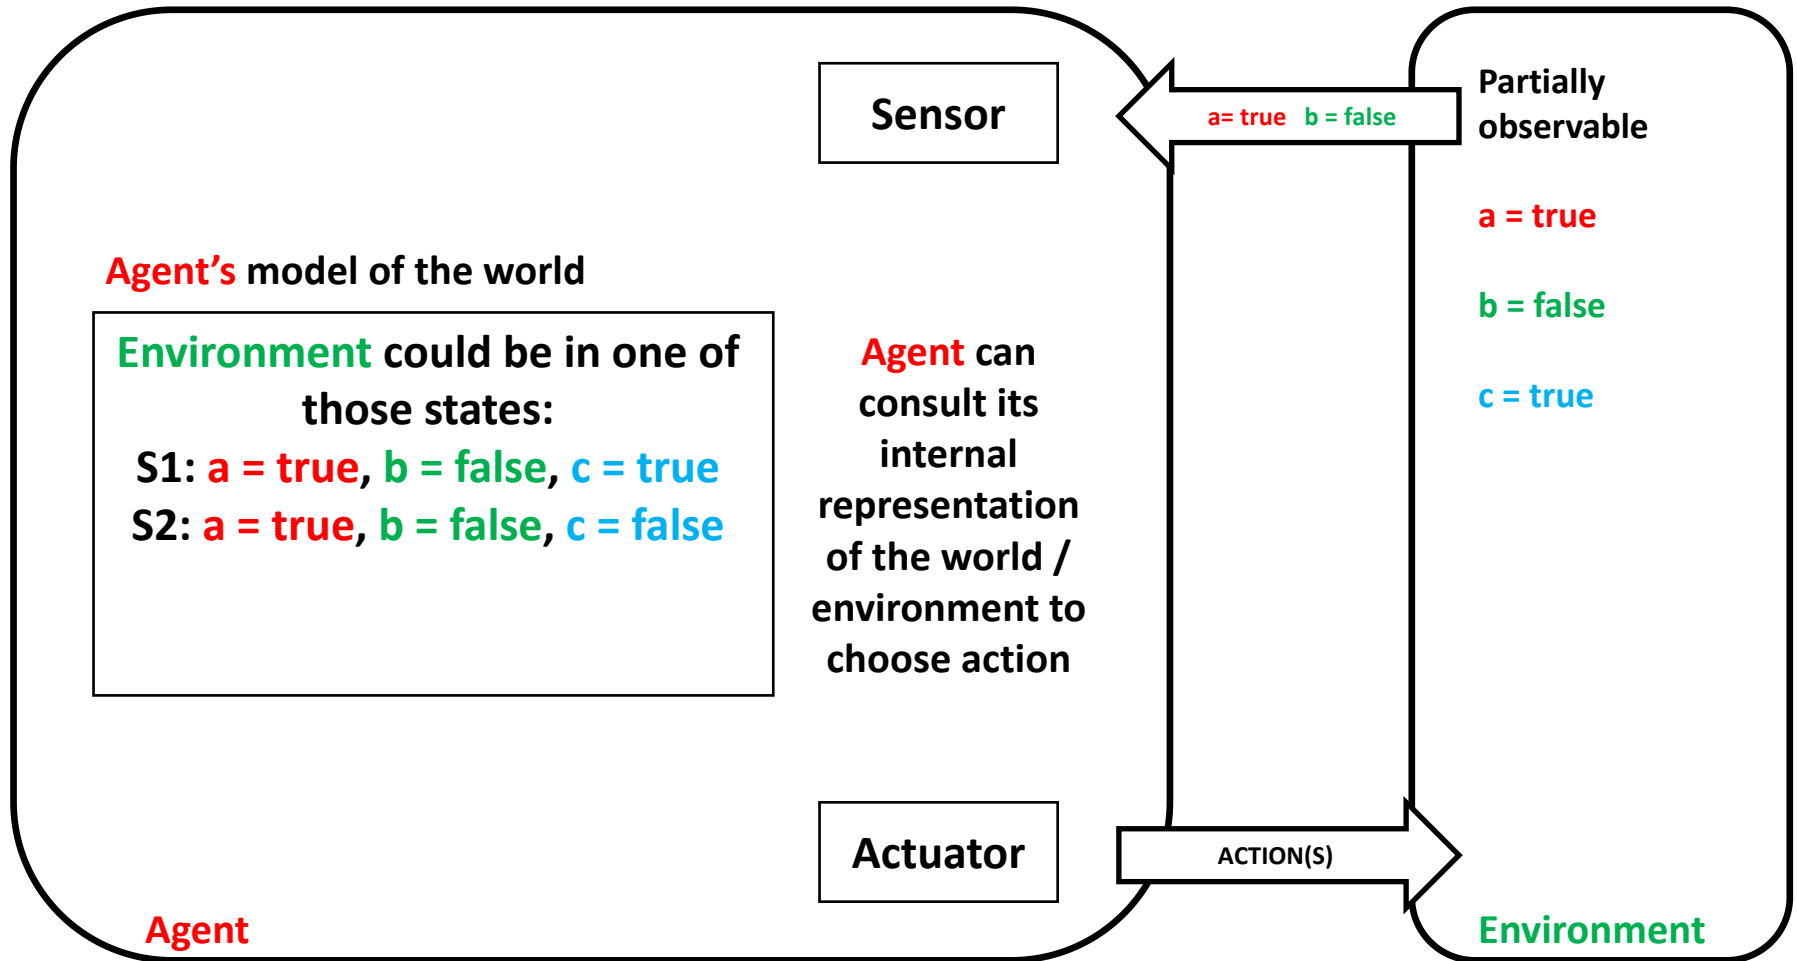 Sensor
a= true b = false
Partially
observable
a = true
b = false
c = true
Agent’s model of the world
Environment could be in one of
those states:
S1: a = true, b = false, c = true
S2: a = true, b = false, c = false
Agent can
consult its
internal
representation
of the world /
environment to
choose action
Actuator
ACTION(S)
Agent
Environment